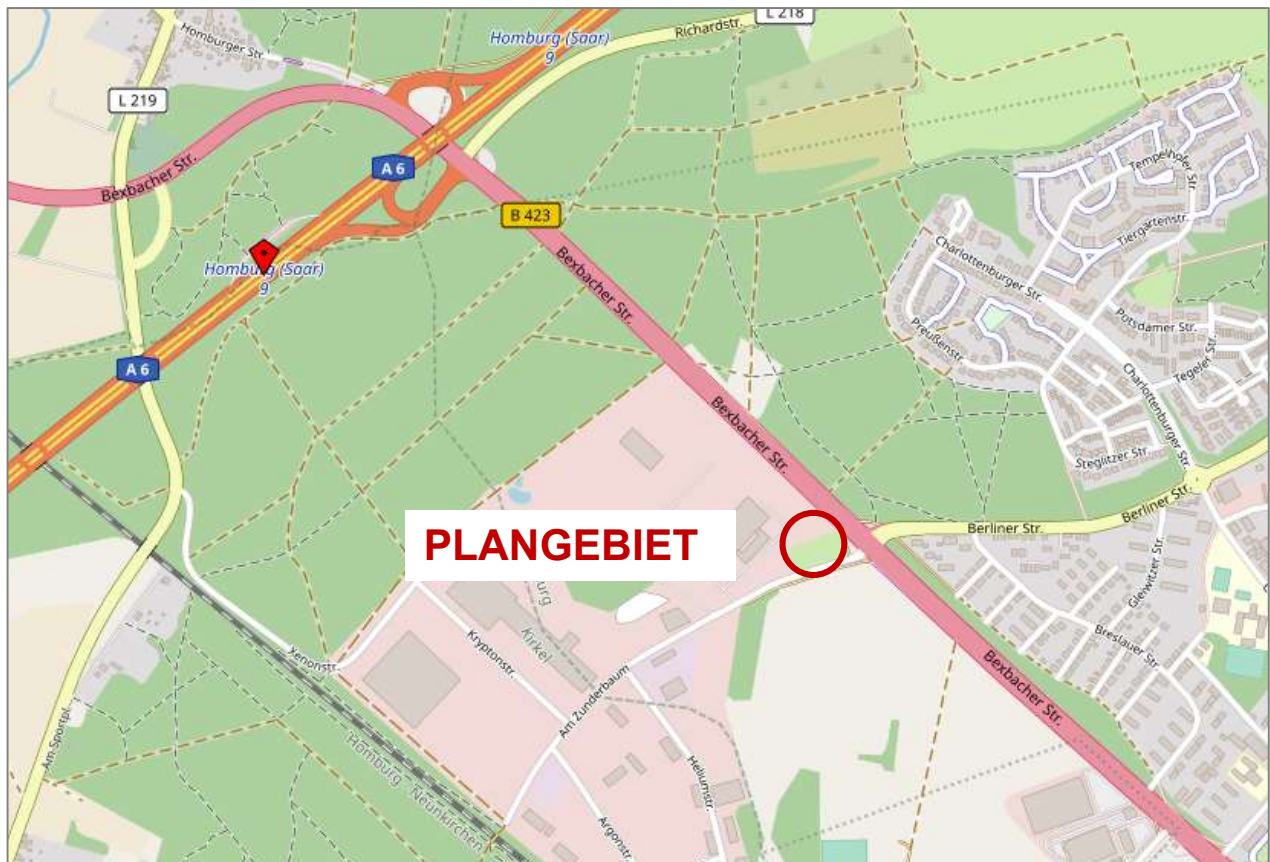 L 218
Homburger Str.
Homburg (Saar)
9
Richardstr.
L 219
Bexbacher Str.
A 6
Tempelhofer Str.
B 423
Tiergartenstr.
Charlottenburger Str.
Homburg (Saar)
9
Bexbacher Str.
Potsdamer Str.
Preußenstr.
A 6
Tegeler Str.
Charlottenburger Str.
Bexbacher Str.
Steglitzer Str.
Berliner Str.
Berliner Str.
PLANGEBIET
Gleiwitzer Str.
burg
Kirkel
Breslauer Str.
Kryptonstr.
Xenonstr.
Bexbacher Str.
Am Zunderbaum
Am Sportpl.
Heliumstr.
Homburg - Neunkirchen
Argonstr.